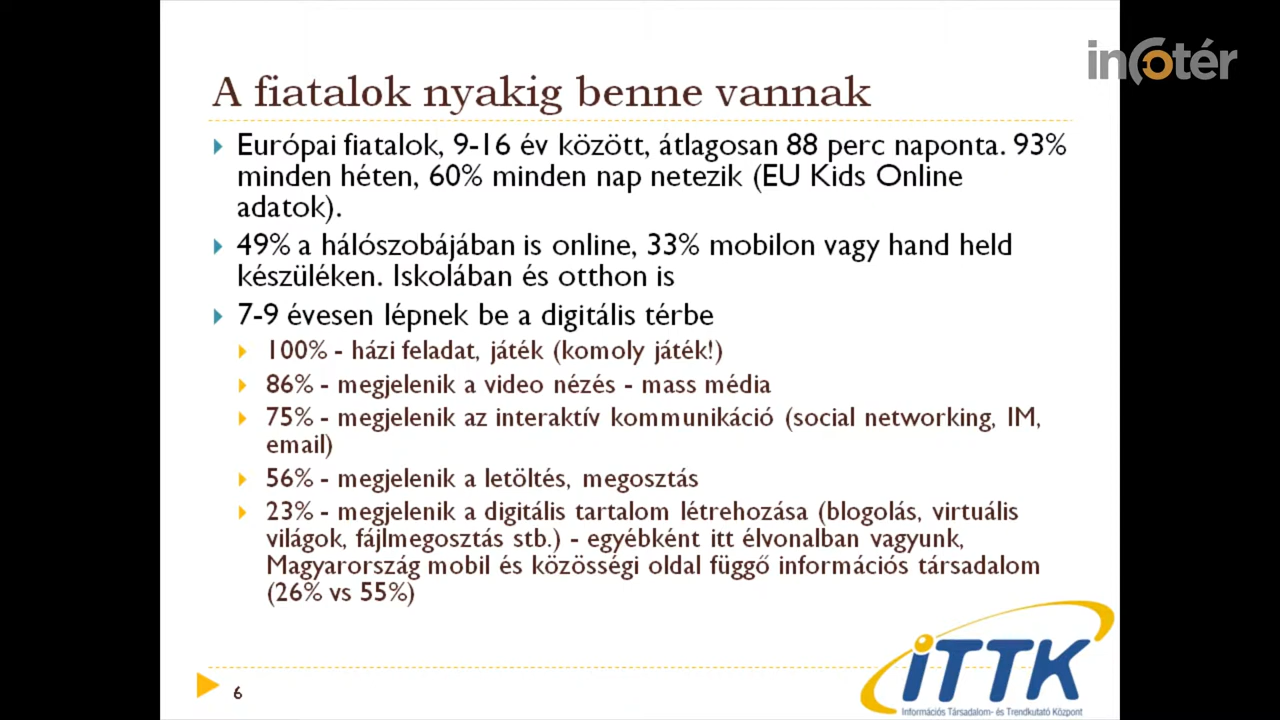 infotér
A fiatalok nyakig benne vannak
Európai fiatalok, 9-16 év között, átlagosan 88 perc naponta. 93%
minden héten, 60% minden nap netezik (EU Kids Online
adatok).
49% a hálószobájában is online, 33% mobilon vagy hand held
készüléken. Iskolában és otthon is
7-9 évesen lépnek be a digitális térbe
100% - házi feladat, játék (komoly játék!)
86% - megjelenik a video nézés - mass média
75% - megjelenik az interaktív kommunikáció (social networking, IM,
email)
56% - megjelenik a letöltés, megosztás
23% - megjelenik a digitális tartalom létrehozása (blogolás, virtuális
világok, fájlmegosztás stb.) - egyébként itt élvonalban vagyunk,
Magyarország mobil és közösségi oldal függő információs társadalom
(26% vs 55%)
6
ITTK
Információs Társadalom- és Trendkutató Központ